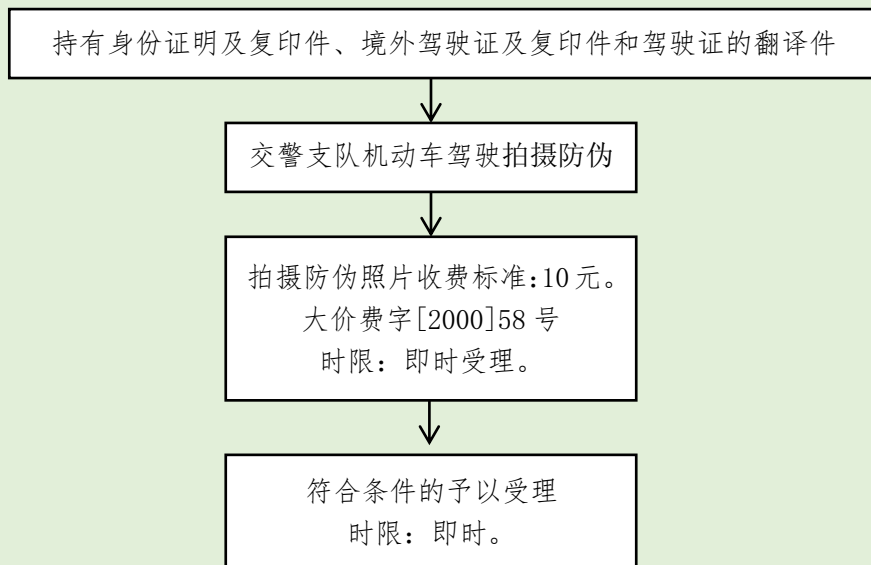 持有身份证明及复印件、境外驾驶证及复印件和驾驶证的翻译件
交警支队机动车驾驶拍摄防伪
拍摄防伪照片收费标准:10元。
大价费字[2000]58号
时限：即时受理。
符合条件的予以受理
时限：即时。